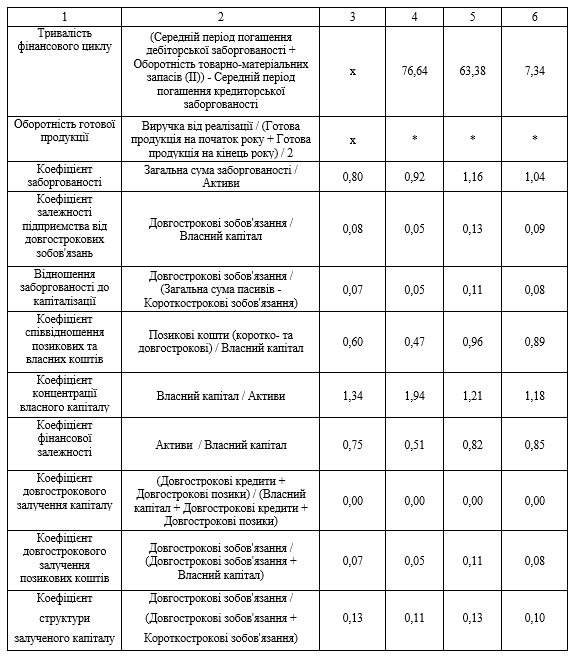 1 2 3 4 5 6
Тривалість
фінансового циклу
(Середній період погашення
дебіторської заборгованості +
Оборотність товарно-матеріальних
запасів (II)) - Середній період
погашення кредиторської
заборгованості
x 76,64 63,38 7,34
Оборотність готової
продукції
Виручка від реалізації / (Готова
продукція на початок року + Готова
продукція на кінець року) / 2
x * * *
Коефіцієнт
заборгованості
Загальна сума заборгованості /
Активи
0,80 0,92 1,16 1,04
Коефіцієнт
залежності
підприємства від
довгострокових
зобов'язань
Довгострокові зобов'язання /
Власний капітал
0,08 0,05 0,13 0,09
Відношення
заборгованості до
капіталізації
Довгострокові зобов'язання /
(Загальна сума пасивів -
Короткострокові зобов'язання)
0,07 0,05 0,11 0,08
Коефіцієнт
співвідношення
позикових та
власних коштів
Позикові кошти (коротко- та
довгострокові) / Власний капітал
0,60 0,47 0,96 0,89
Коефіцієнт
концентрації
власного капіталу
Власний капітал / Активи
1,34 1,94 1,21 1,18
Коефіцієнт
фінансової
залежності
Активи / Власний капітал
0,75 0,51 0,82 0,85
Коефіцієнт
довгострокового
залучення капіталу
(Довгострокові кредити +
Довгострокові позики) / (Власний
капітал + Довгострокові кредити +
Довгострокові позики)
0,00 0,00 0,00 0,00
Коефіцієнт
довгострокового
залучення
позикових коштів
Довгострокові зобов'язання /
(Довгострокові зобов'язання +
Власний капітал)
0,07 0,05 0,11 0,08
Коефіцієнт
структури
залученого капіталу
Довгострокові зобов'язання /
(Довгострокові зобов'язання +
Короткострокові зобов'язання)
0,13 0,11 0,13 0,10